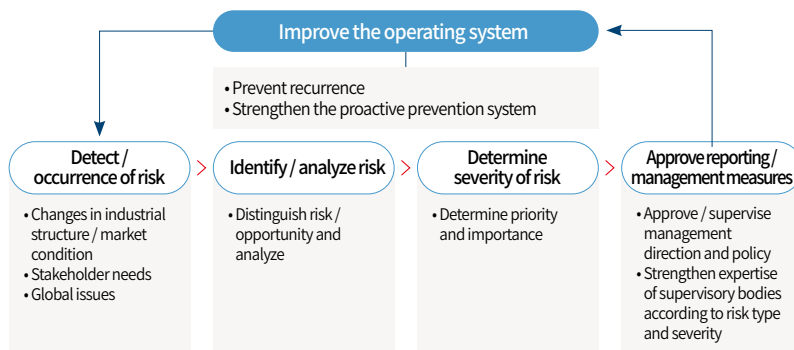 Improve the operating system
• Prevent recurrence
• Strengthen the proactive prevention system
Detect /
occurrence of risk
• Changes in industrial
structure / market
condition
• Stakeholder needs
• Global issues
Identify / analyze risk
• Distinguish risk /
opportunity and
analyze
Determine
severity of risk
• Determine priority
and importance
Approve reporting /
management measures
• Approve / supervise
management
direction and policy
• Strengthen expertise
of supervisory bodies
according to risk type
and severity